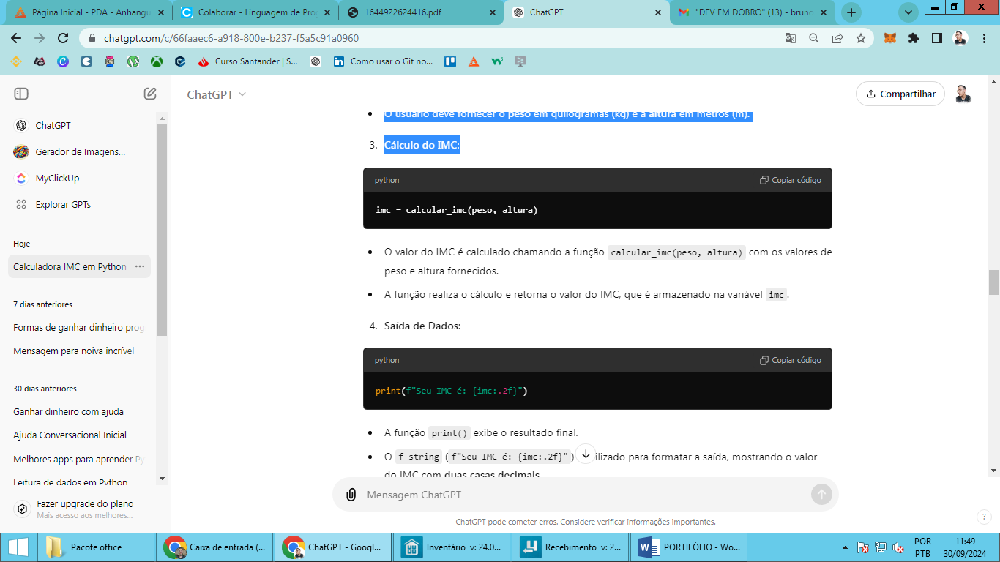 Página Inicial - PDA - Anhangu
Colaborar - Linguagem de Pro
1644922624416.pdf
ChatGPT
"DEV EM DOBRO" (13) - bruno
chatgpt.com/c/66faaec6-a918-800e-b237-f5a5c91a0960
Curso Santander | S...
Como usar o Git no...
ChatGPT
Compartilhar
ChatGPT
Gerador de Imagens...
MyClickUp
Explorar GPTs
Hoje
Calculadora IMC em Python
7 dias anteriores
Formas de ganhar dinheiro prog
Mensagem para noiva incrível
30 dias anteriores
Ganhar dinheiro com ajuda
Ajuda Conversacional Inicial
Melhores apps para aprender Py
Leitura de dados em Python
Fazer upgrade do plano
Mais acesso aos melhores...
O usuário deve fornecer o peso em quilogramas (kg) e a altura em metros (m).
3. Cálculo do IMC:
python
Copiar código
imc = calcular_imc(peso, altura)
O valor do IMC é calculado chamando a função calcular_imc(peso, altura) com os valores de
peso e altura fornecidos.
A função realiza o cálculo e retorna o valor do IMC, que é armazenado na variável imc.
4. Saída de Dados:
python
Copiar código
print(f"Seu IMC é: {imc:.2f}")
A função print() exibe o resultado final.
O f-string (f"Seu IMC é: {imc:.2f}") ilizado para formatar a saída, mostrando o valor
do IMC com duas casas decimais
Mensagem ChatGPT
ChatGPT pode cometer erros. Considere verificar informações importantes.
?
Pacote office
Caixa de entrada (...
ChatGPT - Googl...
Inventário v: 24.0...
Recebimento v: 2...
PORTIFÓLIO - Wo...
POR
PTB
11:49
30/09/2024